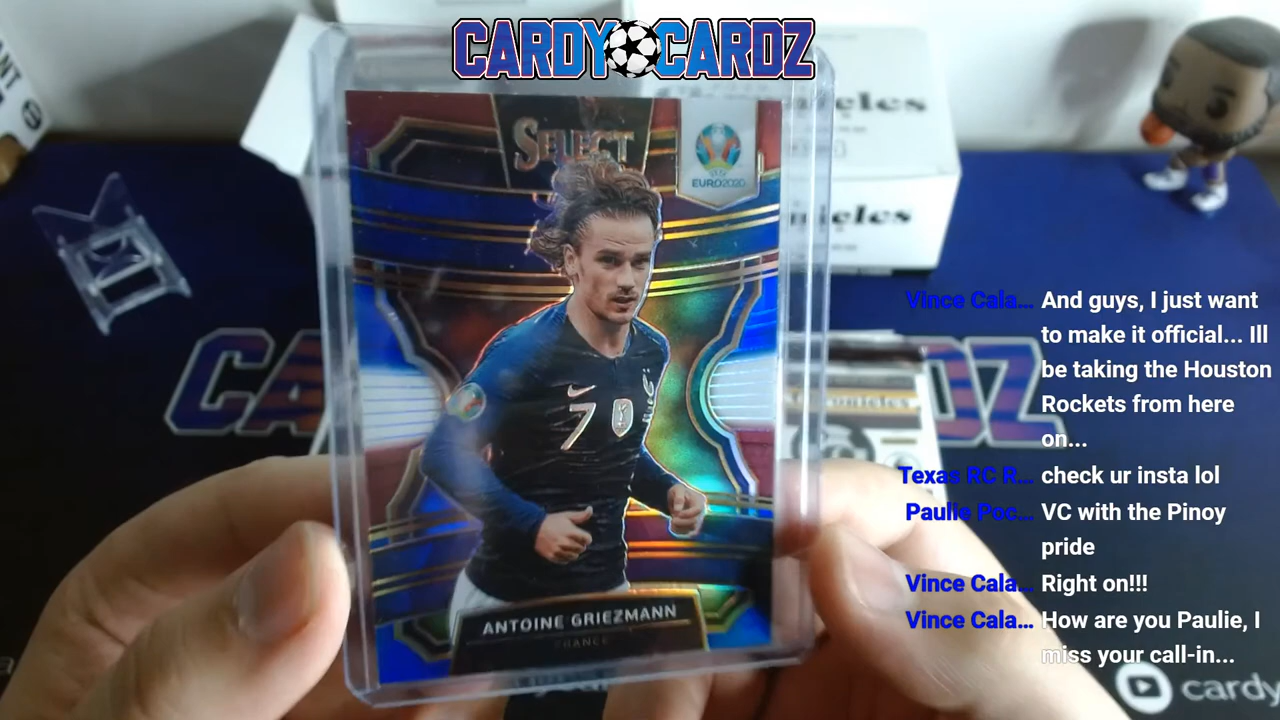 CARDY CARDZ
SELECT
EURO2020
7
ANTOINE GRIEZMANN
FRANCE
Vince Cala... And guys, I just want
to make it official... Ill
be taking the Houston
Rockets from here
on...
Texas RC R... check ur insta lol
Paulie Poc... VC with the Pinoy
pride
Vince Cala... Right on!!!
Vince Cala... How are you Paulie, I
miss your call-in...
cardy